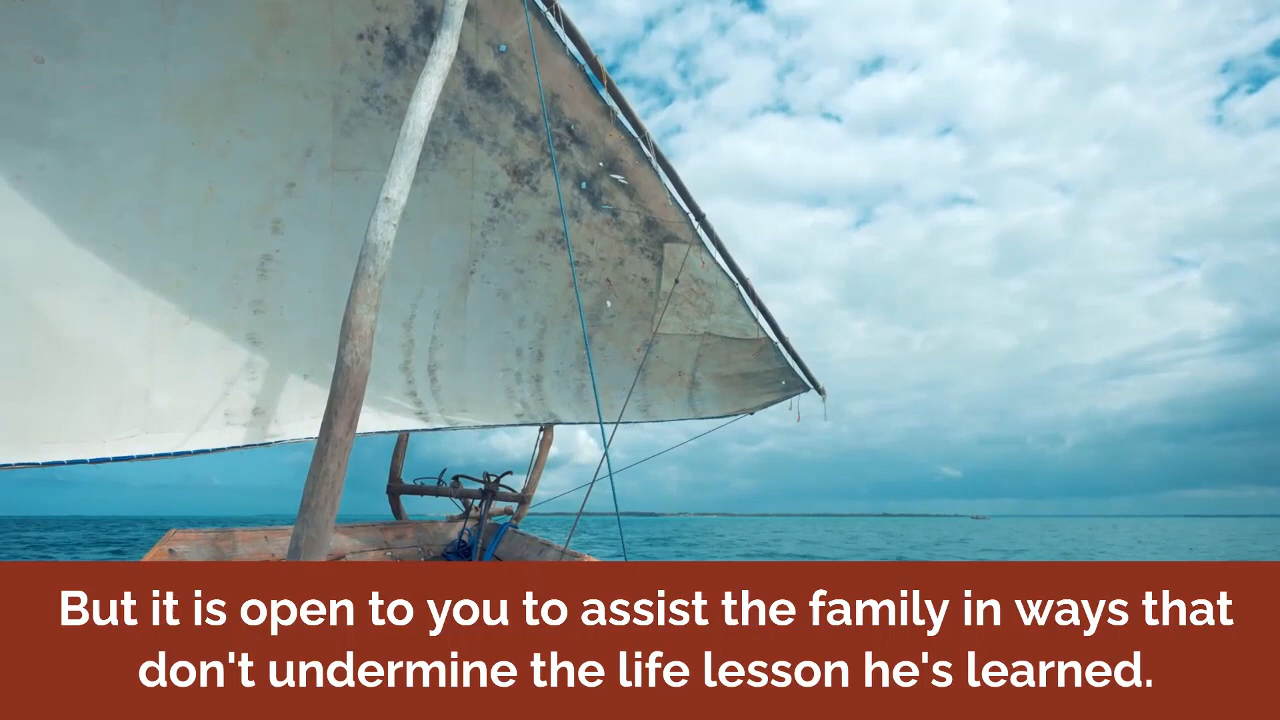 But it is open to you to assist the family in ways that
don't undermine the life lesson he's learned.